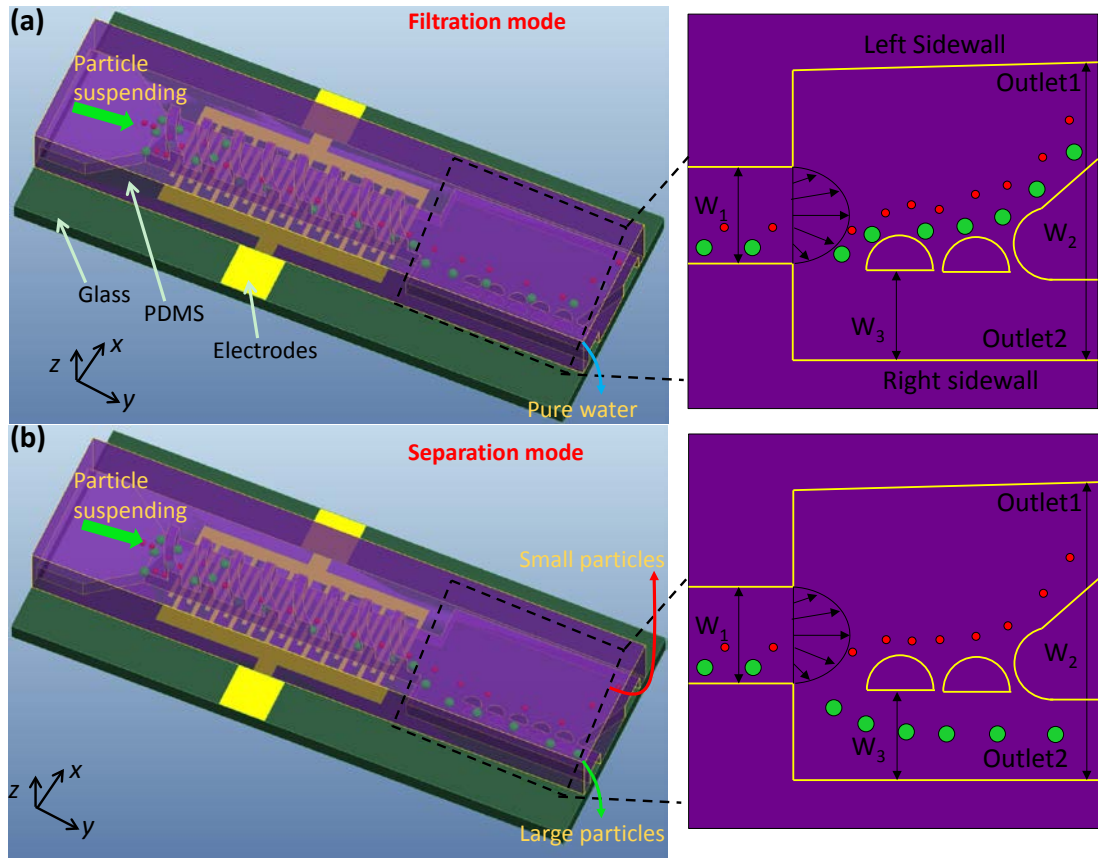 (a)
Filtration mode
Particle
suspending
Glass
PDMS
Electrodes
z
x
y
Pure water
Left Sidewall
Outlet1
W1
W2
W3
Outlet2
Right sidewall
(b)
Separation mode
Particle
suspending
Small particles
z
x
y
Large particles
Outlet1
W1
W2
W3
Outlet2